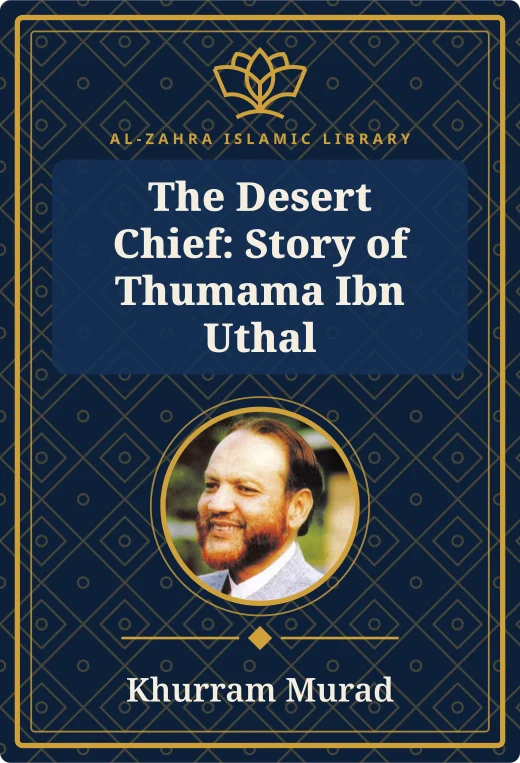 AL-ZAHRA ISLAMIC LIBRARY
The Desert
Chief: Story of
Thumama Ibn
Uthal
Khurram Murad